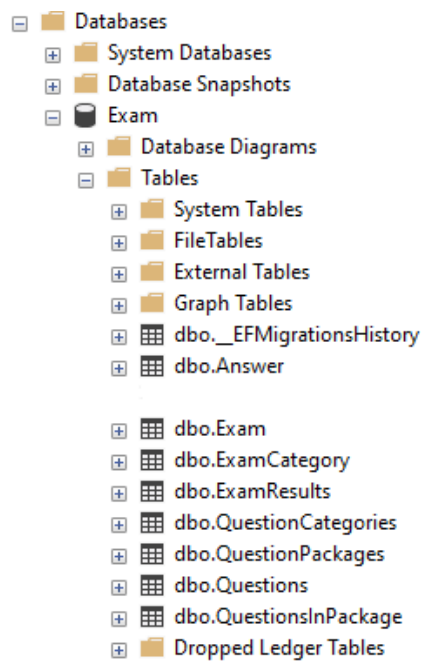 Databases
System Databases
Database Snapshots
Exam
Database Diagrams
Tables
System Tables
FileTables
External Tables
Graph Tables
dbo.__EFMigrationsHistory
dbo.Answer
dbo.Exam
dbo.ExamCategory
dbo.ExamResults
dbo.QuestionCategories
dbo.QuestionPackages
dbo.Questions
dbo.QuestionsInPackage
Dropped Ledger Tables